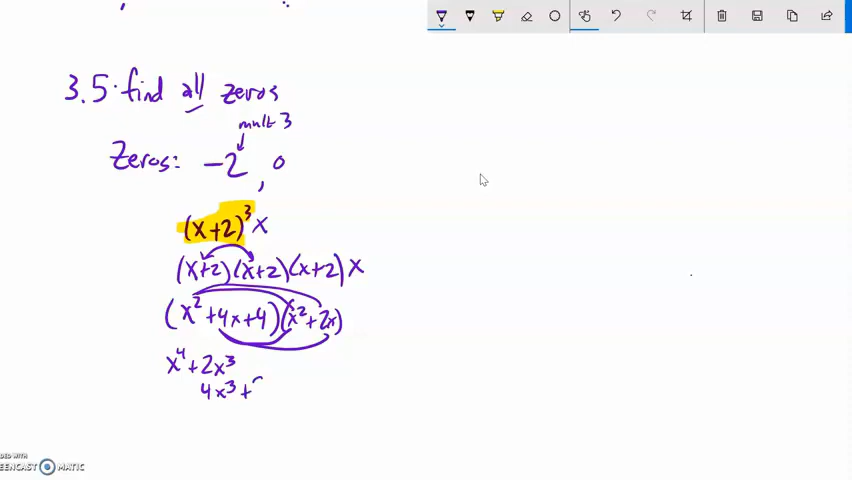 3.5 · find all zeros
mult 3
Zeros: -2, 0
(x+2)³x
(x+2)(x+2)(x+2)x
(x²+4x+4)(x²+2x)
x⁴+2x³
4x³+